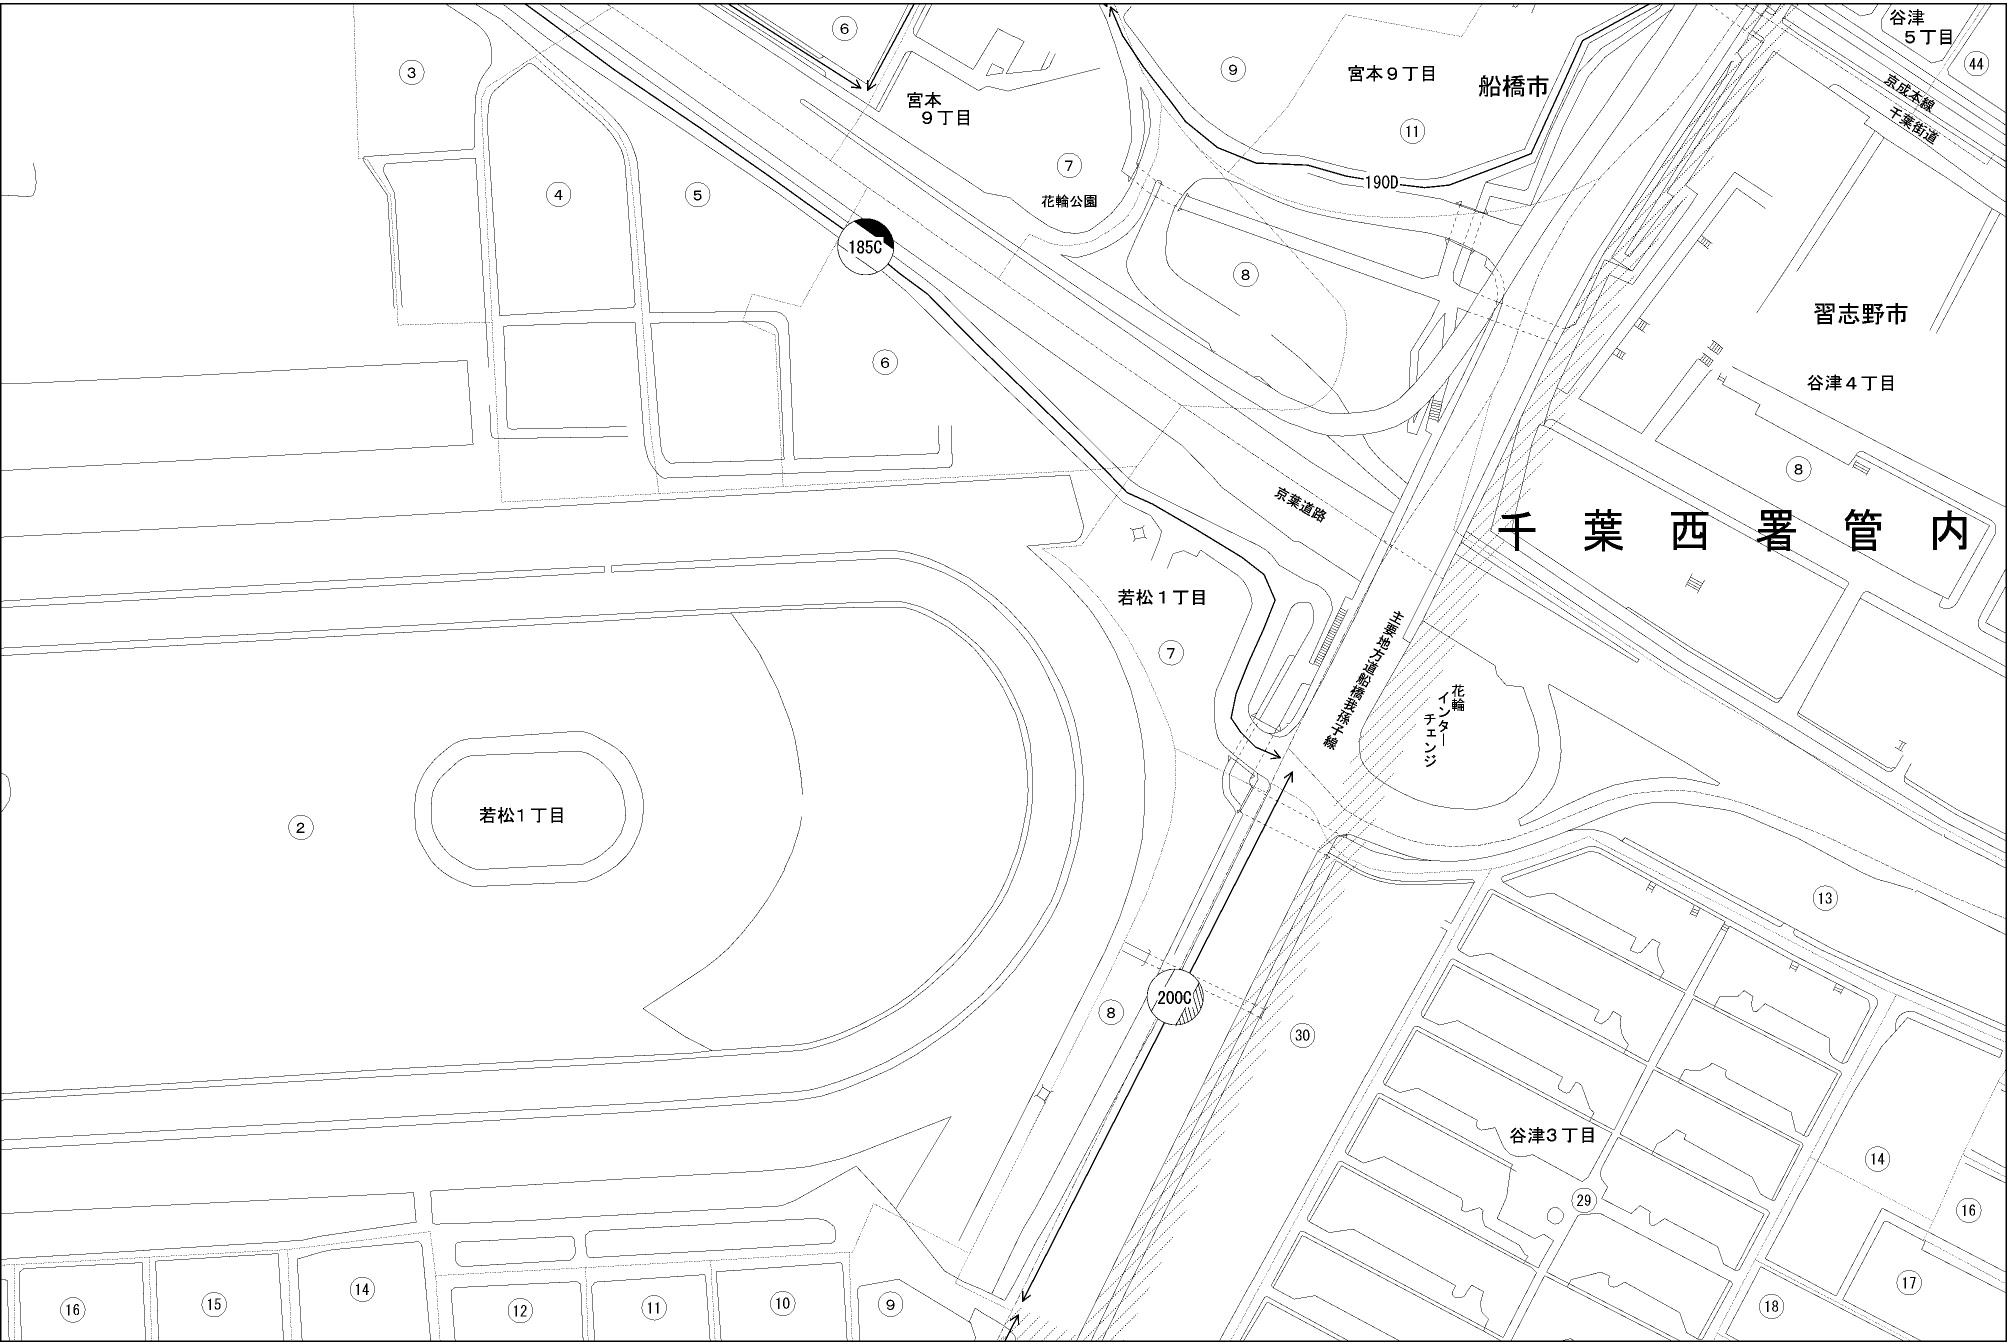 谷津
５丁目
44
京成本線
千葉街道
6
3
9
宮本９丁目
船橋市
宮本
９丁目
11
7
190D
4
5
花輪公園
185C
8
習志野市
6
谷津４丁目
8
京葉道路
千葉西署管内
若松１丁目
7
主要地方道船橋我孫子線
花輪
インター
チェンジ
若松１丁目
2
13
200C
8
30
谷津３丁目
14
29
16
17
18
16
15
14
12
11
10
9